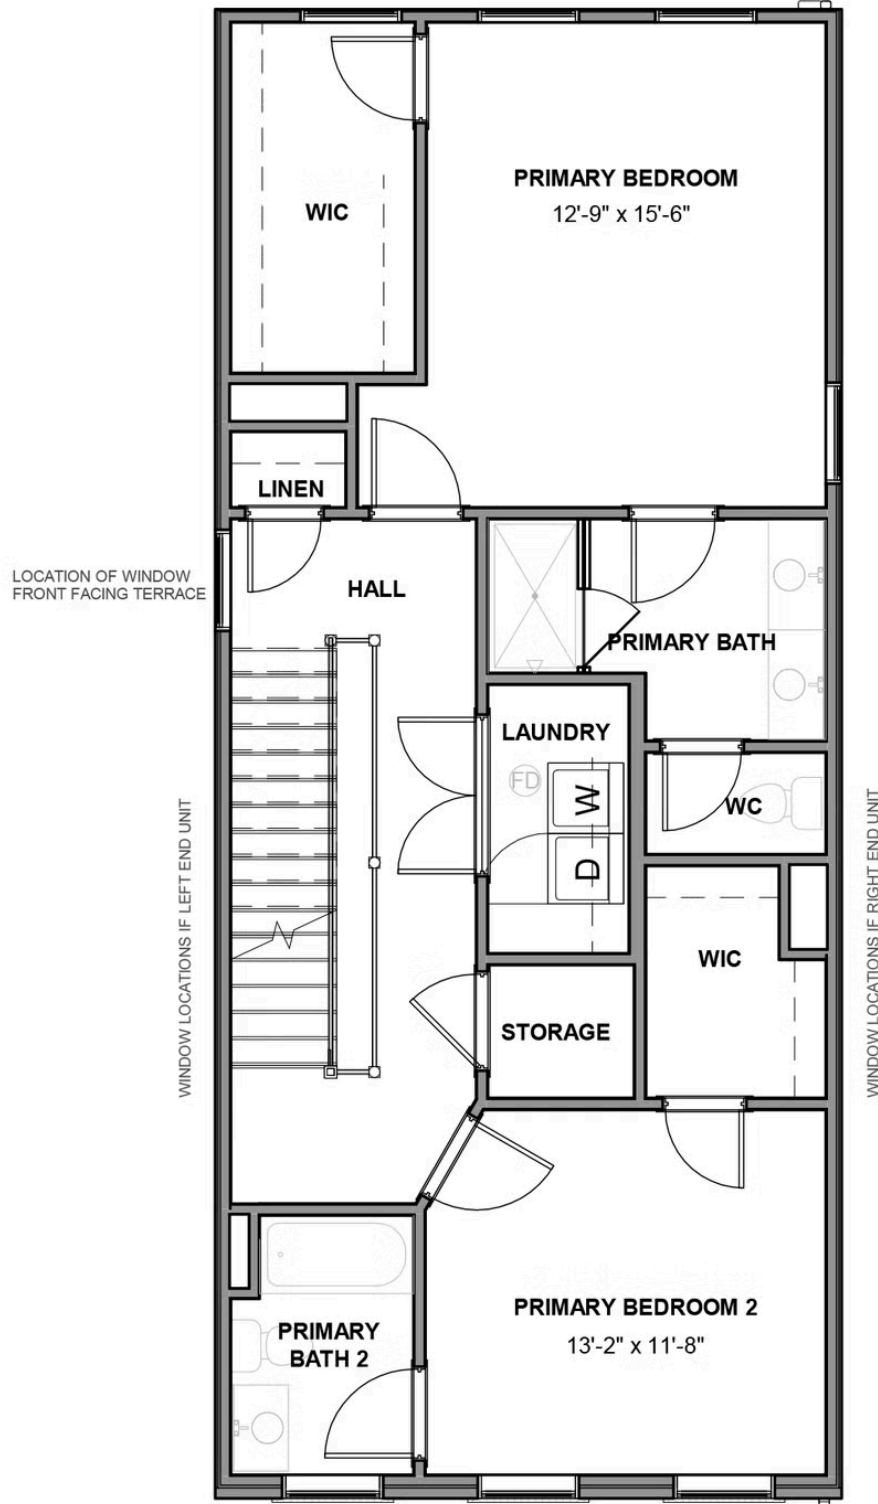 WIC
PRIMARY BEDROOM
12'-9" x 15'-6"
LINEN
LOCATION OF WINDOW
FRONT FACING TERRACE
HALL
PRIMARY BATH
LAUNDRY
FD
W
D
WC
WINDOW LOCATIONS IF LEFT END UNIT
WINDOW LOCATIONS IF RIGHT END UNIT
WIC
STORAGE
PRIMARY BEDROOM 2
13'-2" x 11'-8"
PRIMARY
BATH 2